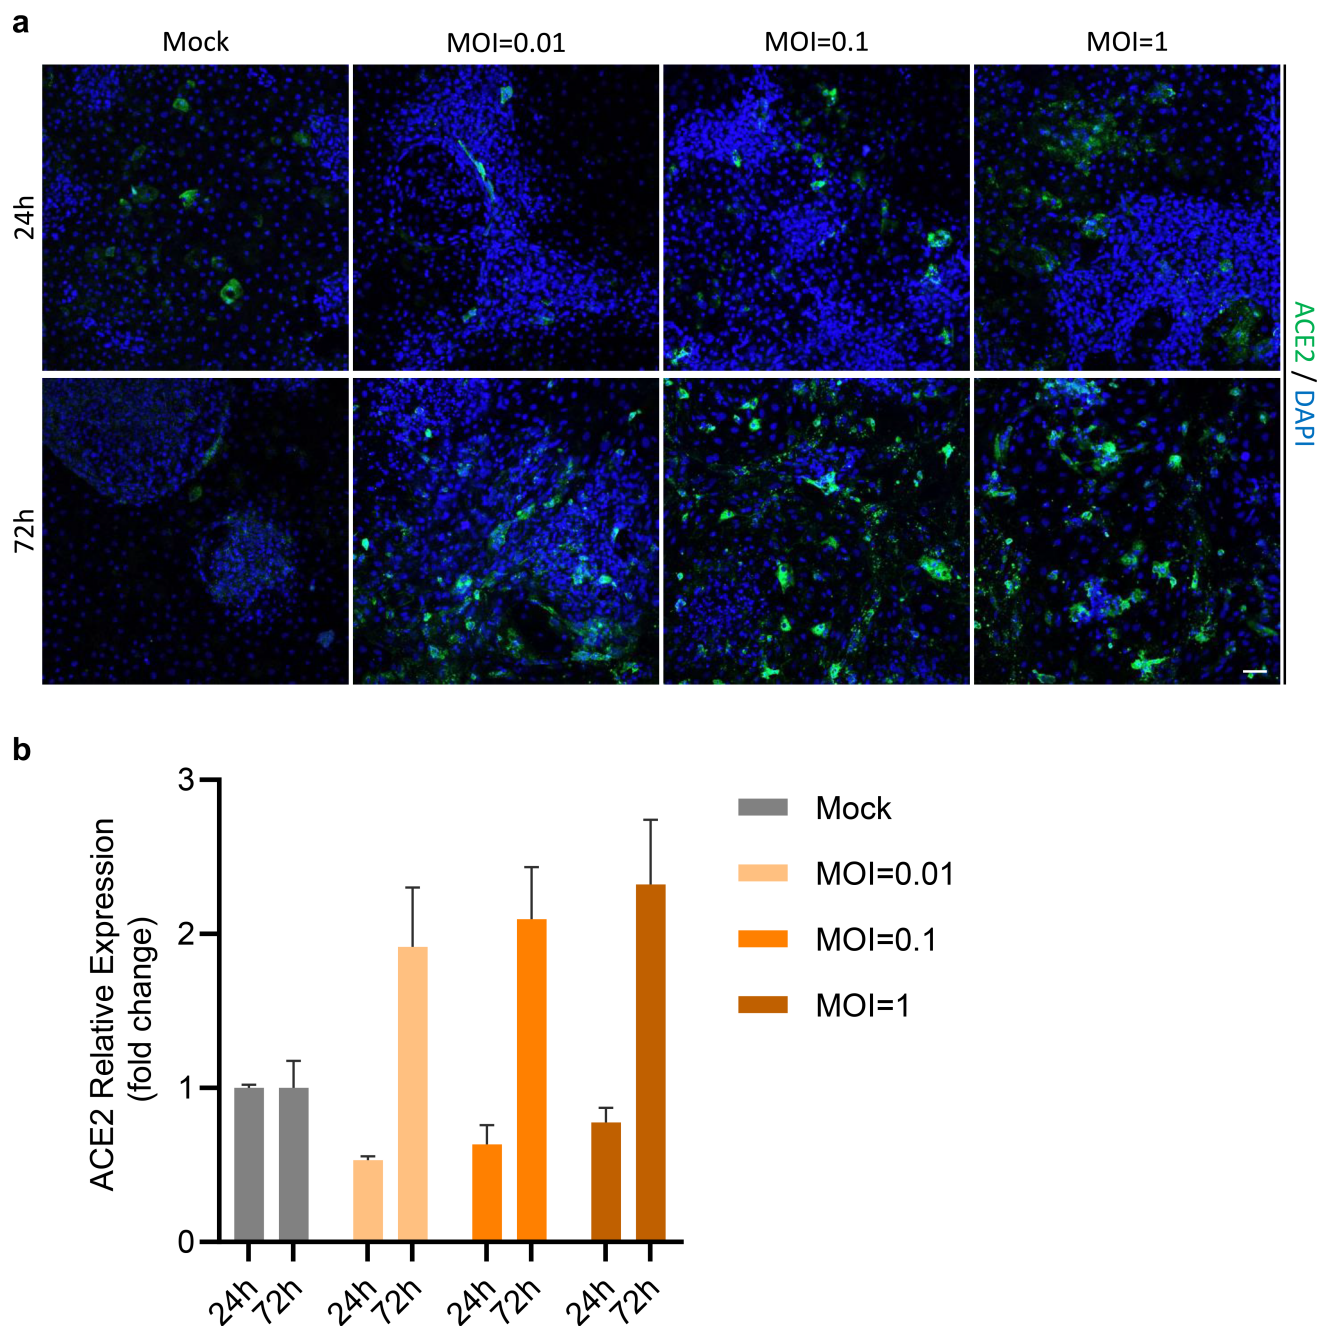 a
Mock
MOI=0.01
MOI=0.1
MOI=1
24h
72h
ACE2 / DAPI
b
ACE2 Relative Expression
(fold change)
3
2
1
0
24h
72h
24h
72h
24h
72h
24h
72h
Mock
MOI=0.01
MOI=0.1
MOI=1